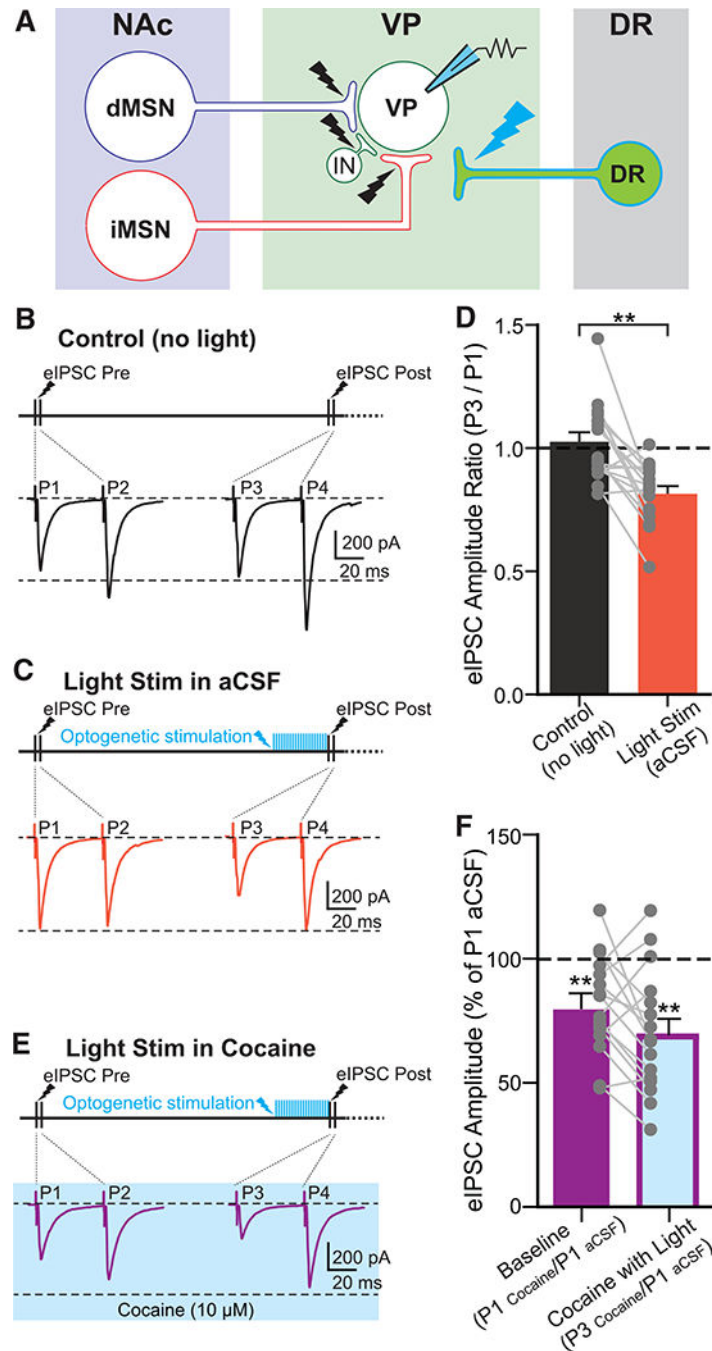 A
NAc VP DR
dMSN
VP
IN
DR
iMSN
B
Control (no light)
eIPSC Pre eIPSC Post
P1 P2 P3 P4
200 pA
20 ms
C
Light Stim in aCSF
eIPSC Pre eIPSC Post
Optogenetic stimulation
P1 P2 P3 P4
200 pA
20 ms
E
Light Stim in Cocaine
eIPSC Pre eIPSC Post
Optogenetic stimulation
P1 P2 P3 P4
200 pA
20 ms
Cocaine (10 µM)
D
**
eIPSC Amplitude Ratio (P3 / P1)
1.5
1.0
0.5
0.0
Control
(no light)
Light Stim
(aCSF)
F
eIPSC Amplitude (% of P1 aCSF)
150
100
50
0
**
**
Baseline
(P1 Cocaine/P1 aCSF)
Cocaine with Light
(P3 Cocaine/P1 aCSF)